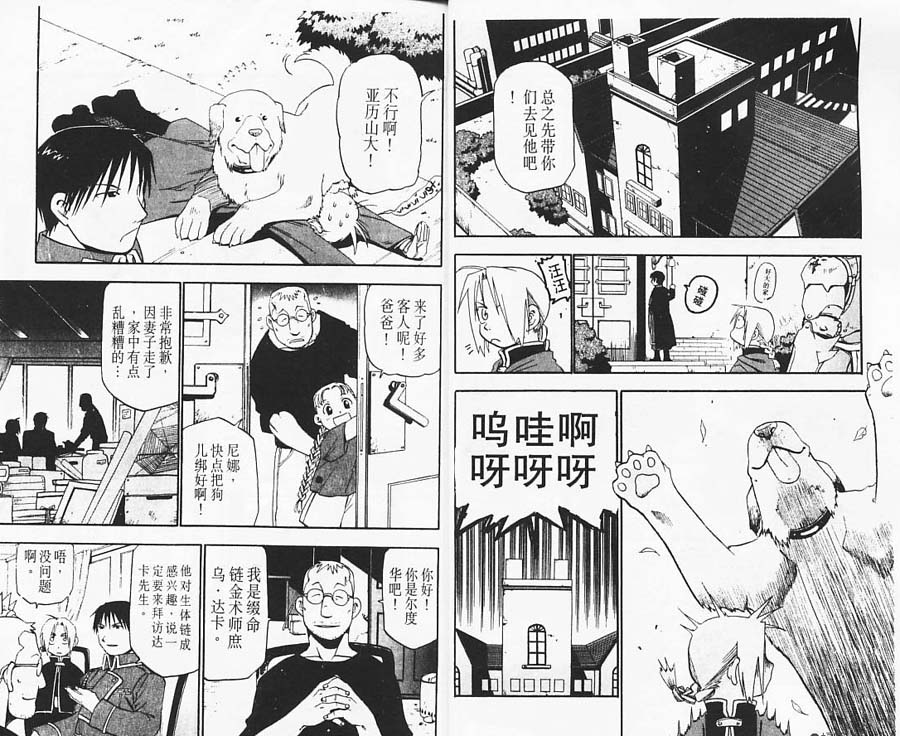 总之先带你
们去见他吧
！
好大的家
碰
碰
汪
汪
呜哇啊
呀呀呀
不行啊！
亚历山大！
来了好多
客人呢！
爸爸！
尼娜，
快点把狗
儿绑好啊！
非常抱歉，
因妻子走了
，家中有点
乱糟糟的…
你好！
你是尔度
华吧！
我是缀命
链金术师庶
乌·达卡。
他对生体链成
感兴趣、说一
定要来拜访达
卡先生。
唔，
没问题
啊。